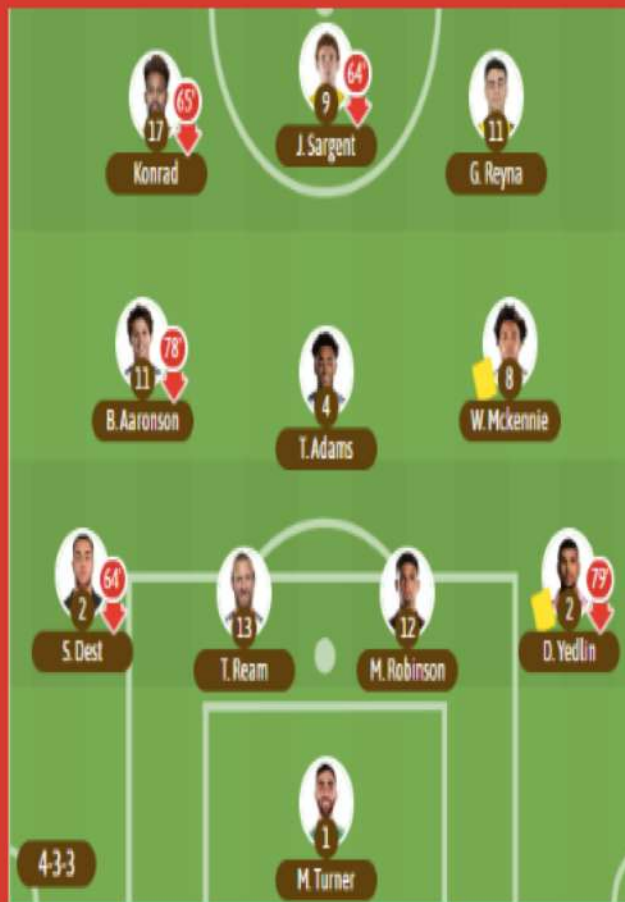 65'
17
Konrad
64'
9
J. Sargent
11
G. Reyna
78'
11
B. Aaronson
4
T. Adams
8
W. Mckennie
64'
2
S. Dest
13
T. Ream
12
M. Robinson
79'
2
D. Yedlin
1
M. Turner
4-3-3